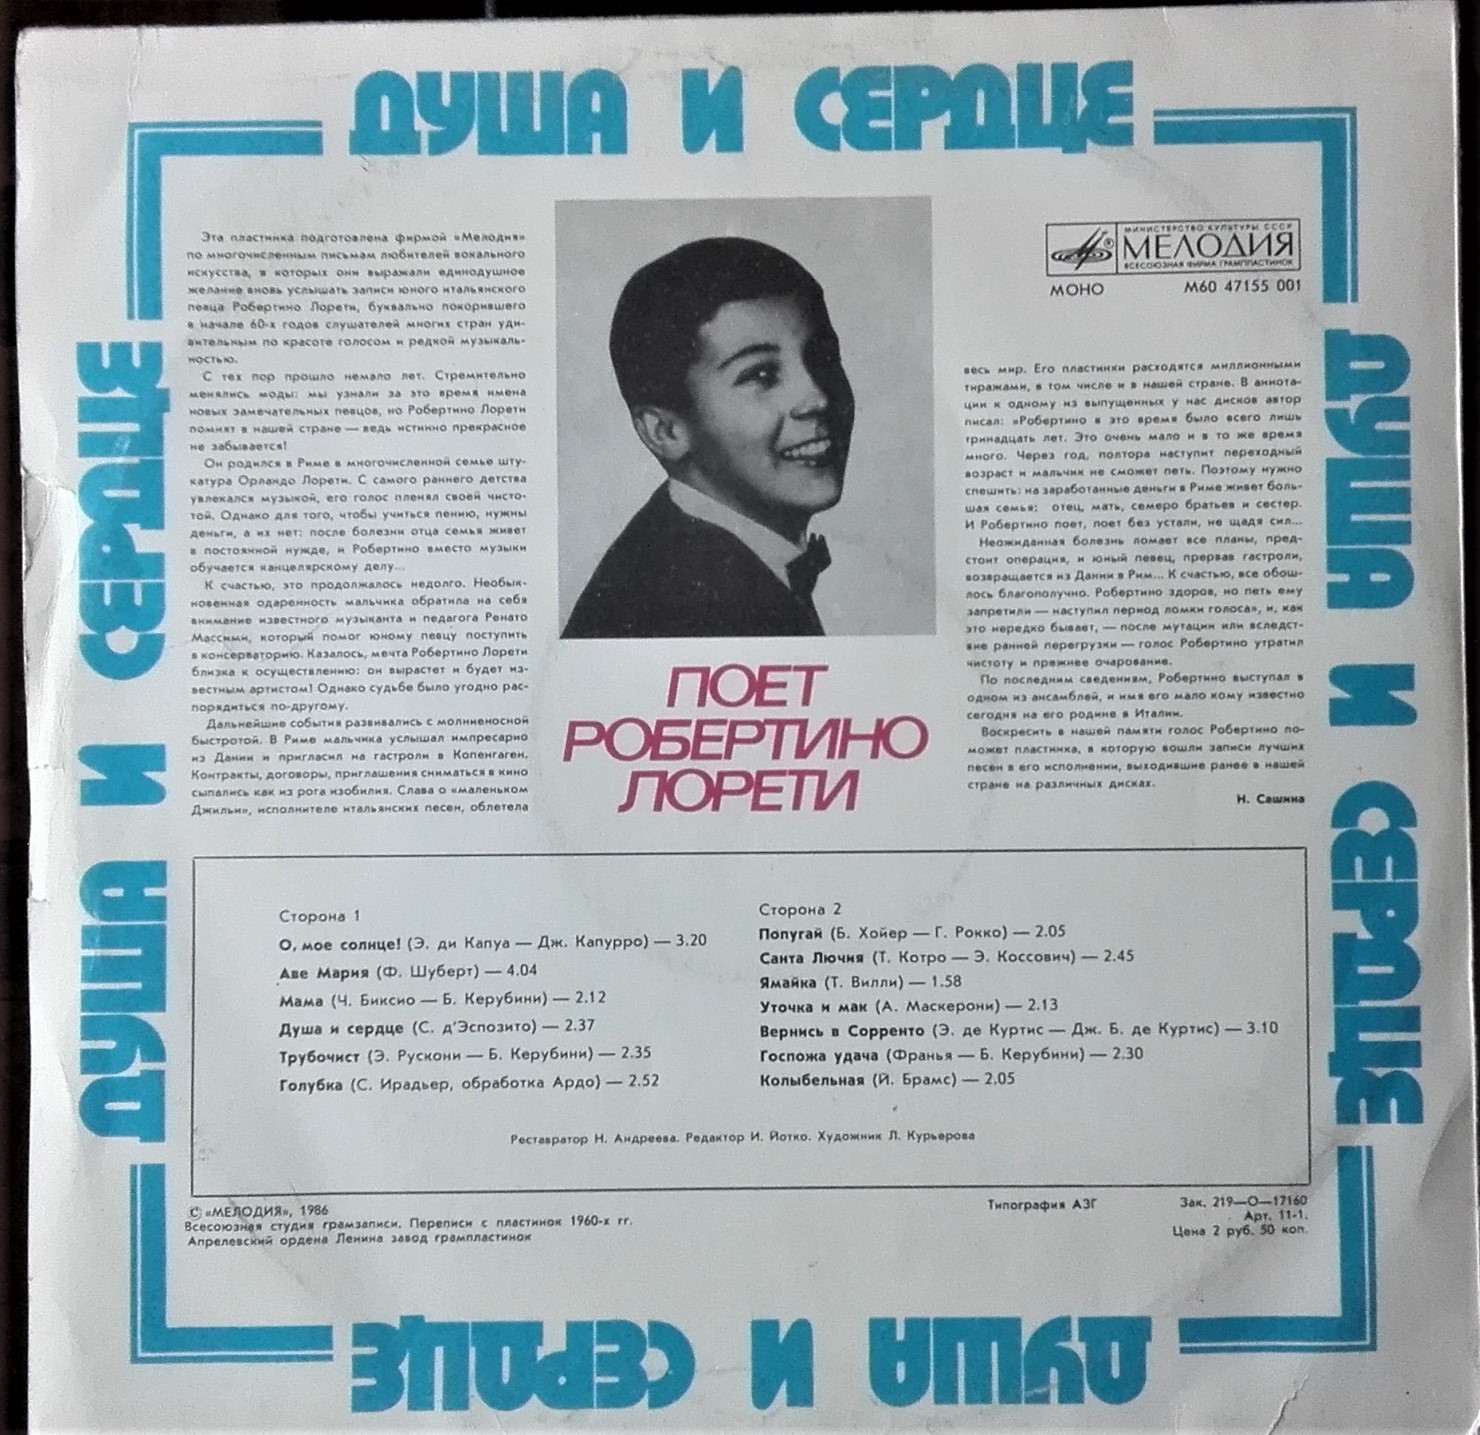 ДУША И СЕРДЦЕ
Эта пластинка подготовлена фирмой «Мелодия»
по многочисленным письмам любителей вокального
искусства, в которых они выражали единодушное
желание вновь услышать записи юного итальянского
певца Робертино Лорети, буквально покорившего
в начале 60-х годов слушателей многих стран уди-
вительным по красоте голосом и редкой музыкаль-
ностью.
С тех пор прошло немало лет. Стремительно
менялись моды: мы узнали за это время имена
новых замечательных певцов, но Робертино Лорети
помнят в нашей стране — ведь истинно прекрасное
не забывается!
Он родился в Риме в многочисленной семье шту-
катура Орландо Лорети. С самого раннего детства
увлекался музыкой, его голос пленял своей чисто-
той. Однако для того, чтобы учиться пению, нужны
деньги, а их нет: после болезни отца семья живет
в постоянной нужде, и Робертино вместо музыки
обучается канцелярскому делу...
К счастью, это продолжалось недолго. Необык-
новенная одаренность мальчика обратила на себя
внимание известного музыканта и педагога Ренато
Массими, который помог юному певцу поступить
в консерваторию. Казалось, мечта Робертино Лорети
близка к осуществлению: он вырастет и будет из-
вестным артистом! Однако судьбе было угодно рас-
порядиться по-другому.
Дальнейшие события развивались с молниеносной
быстротой. В Риме мальчика услышал импресарио
из Дании и пригласил на гастроли в Копенгаген.
Контракты, договоры, приглашения сниматься в кино
сыпались как из рога изобилия. Слава о «маленьком
Джильи», исполнителе итальянских песен, облетела
ПОЕТ
РОБЕРТИНО
ЛОРЕТИ
МИНИСТЕРСТВО КУЛЬТУРЫ СССР
МЕЛОДИЯ
ВСЕСОЮЗНАЯ ФИРМА ГРАМПЛАСТИНОК
МОНО М60 47155 001
весь мир. Его пластинки расходятся миллионными
тиражами, в том числе и в нашей стране. В аннота-
ции к одному из выпущенных у нас дисков автор
писал: »Робертино в это время было всего лишь
тринадцать лет. Это очень мало и в то же время
много. Через год, полтора наступит переходный
возраст и мальчик не сможет петь. Поэтому нужно
спешить: на заработанные деньги в Риме живет боль-
шая семья: отец, мать, семеро братьев и сестер.
И Робертино поет, поет без устали, не щадя сил...
Неожиданная болезнь ломает все планы, пред-
стоит операция, и юный певец, прервав гастроли,
возвращается из Дании в Рим... К счастью, все обош-
лось благополучно. Робертино здоров, но петь ему
запретили — наступил период ломки голоса», и, как
это нередко бывает, — после мутации или вследст-
вие ранней перегрузки — голос Робертино утратил
чистоту и прежнее очарование.
По последним сведениям, Робертино выступал в
одном из ансамблей, и имя его мало кому известно
сегодня на его родине в Италии.
Воскресить в нашей памяти голос Робертино по-
может пластинка, в которую вошли записи лучших
песен в его исполнении, выходившие ранее в нашей
стране на различных дисках.
Н. Сашина
ДУША И СЕРДЦЕ
ДУША И СЕРДЦЕ
Сторона 1
О, мое солнце! (Э. ди Капуа — Дж. Капурро) — 3.20
Аве Мария (Ф. Шуберт) — 4.04
Мама (Ч. Биксио — Б. Керубини) — 2.12
Душа и сердце (С. д'Эспозито) — 2.37
Трубочист (Э. Рускони — Б. Керубини) — 2.35
Голубка (С. Ирадьер, обработка Ардо) — 2.52
Сторона 2
Попугай (Б. Хойер — Г. Рокко) — 2.05
Санта Лючия (Т. Котро — Э. Коссович) — 2.45
Ямайка (Т. Вилли) — 1.58
Уточка и мак (А. Маскерони) — 2.13
Вернись в Сорренто (Э. де Куртис — Дж. Б. де Куртис) — 3.10
Госпожа удача (Франья — Б. Керубини) — 2.30
Колыбельная (Й. Брамс) — 2.05
Реставратор Н. Андреева. Редактор И. Йотко. Художник Л. Курьерова
© «МЕЛОДИЯ», 1986
Всесоюзная студия грамзаписи. Переписи с пластинок 1960-х гг.
Апрелевский ордена Ленина завод грампластинок
Типография АЗГ
Зак. 219—О—17160
Арт. 11-1.
Цена 2 руб. 50 коп.
ДУША И СЕРДЦЕ